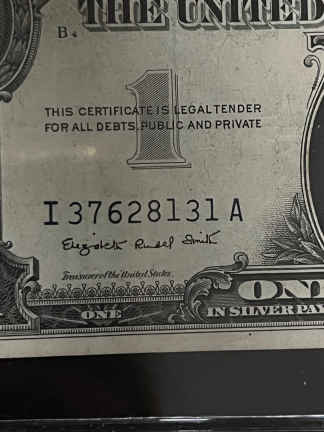 THE UNITED
B4
1
THIS CERTIFICATE IS LEGAL TENDER
FOR ALL DEBTS, PUBLIC AND PRIVATE
I 37628131 A
Elizabeth Rudel Smith
Treasurer of the United States.
ONE
ONE
IN SILVER PAY